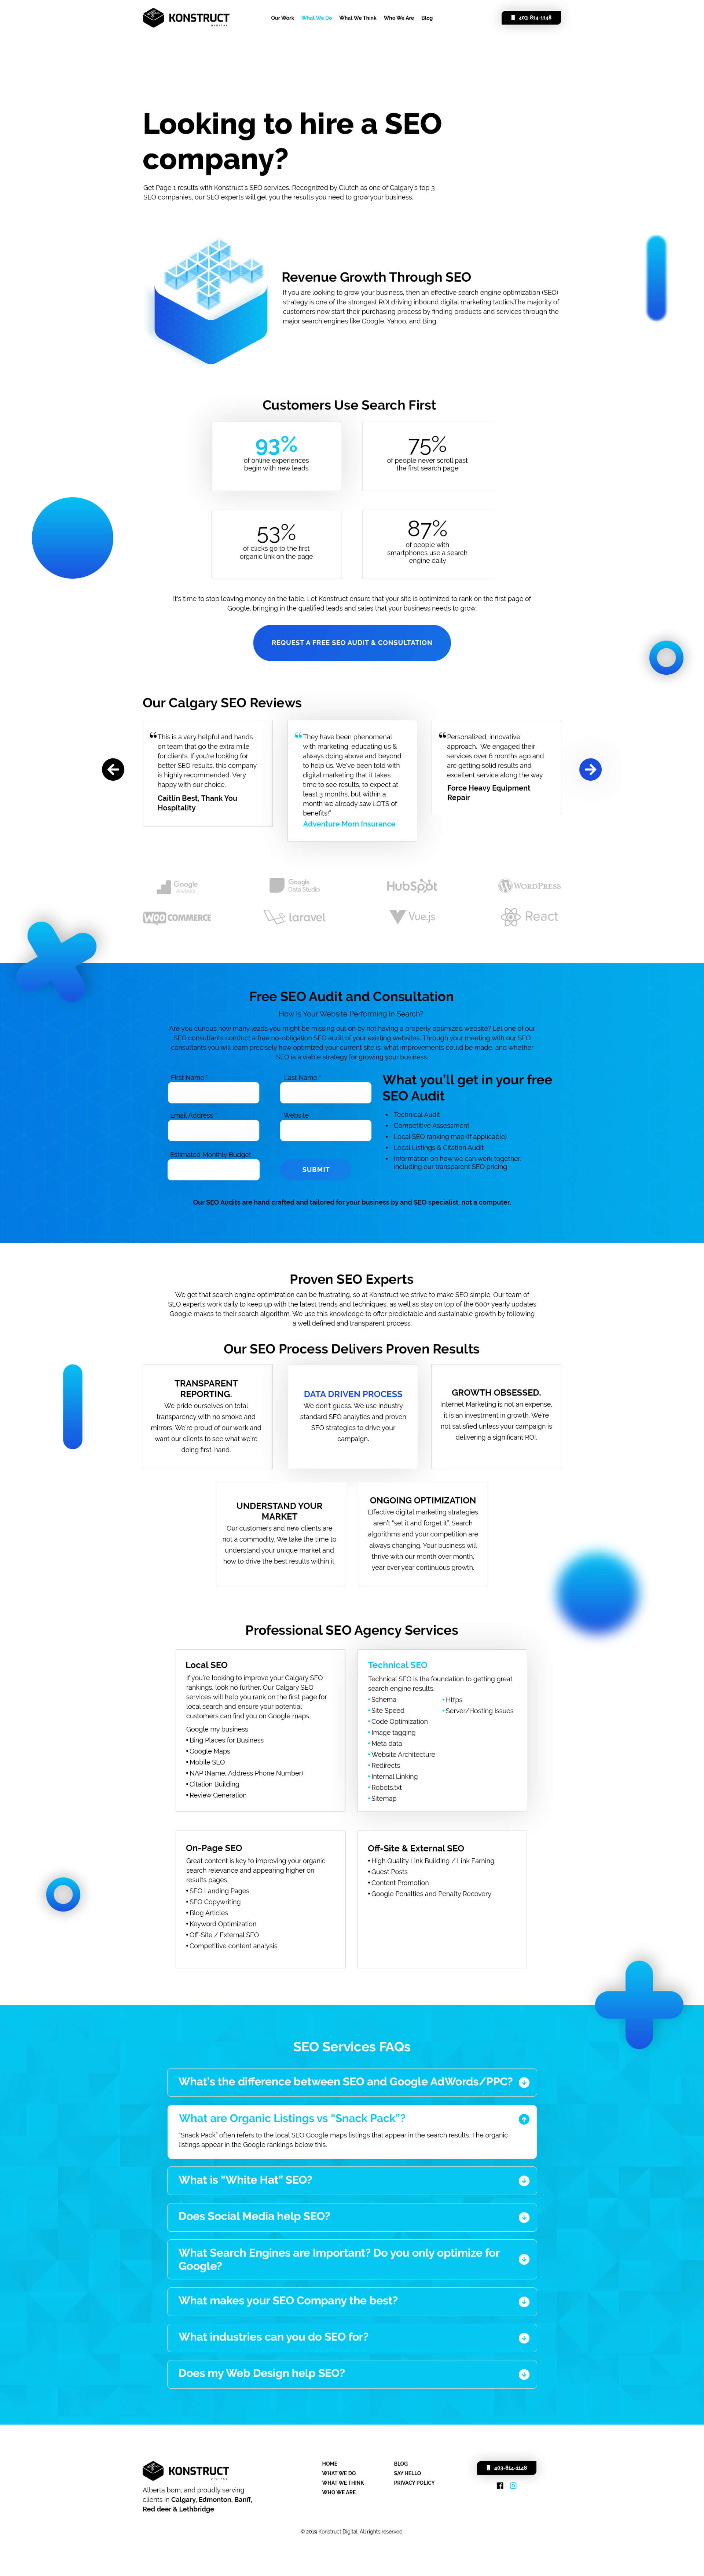 KONSTRUCT
DIGITAL
Our Work What We Do What We Think Who We Are Blog
403-814-1148
Looking to hire a SEO
company?
Get Page 1 results with Konstruct's SEO services. Recognized by Clutch as one of Calgary's top 3
SEO companies, our SEO experts will get you the results you need to grow your business.
Revenue Growth Through SEO
If you are looking to grow your business, then an effective search engine optimization (SEO)
strategy is one of the strongest ROI driving inbound digital marketing tactics.The majority of
customers now start their purchasing process by finding products and services through the
major search engines like Google, Yahoo, and Bing.
Customers Use Search First
93%
of online experiences
begin with new leads
75%
of people never scroll past
the first search page
53%
of clicks go to the first
organic link on the page
87%
of people with
smartphones use a search
engine daily
It's time to stop leaving money on the table. Let Konstruct ensure that your site is optimized to rank on the first page of
Google, bringing in the qualified leads and sales that your business needs to grow.
REQUEST A FREE SEO AUDIT & CONSULTATION
Our Calgary SEO Reviews
“This is a very helpful and hands
on team that go the extra mile
for clients. If you're looking for
better SEO results, this company
is highly recommended. Very
happy with our choice.
Caitlin Best, Thank You
Hospitality
“They have been phenomenal
with marketing, educating us &
always doing above and beyond
to help us. We've been told with
digital marketing that it takes
time to see results, to expect at
least 3 months, but within a
month we already saw LOTS of
benefits!"
Adventure Mom Insurance
“Personalized, innovative
approach. We engaged their
services over 6 months ago and
are getting solid results and
excellent service along the way
Force Heavy Equipment
Repair
Google
Analytics
Google
Data Studio
HubSpot
WORDPRESS
WOOCOMMERCE
laravel
Vue.js
React
Free SEO Audit and Consultation
How is Your Website Performing in Search?
Are you curious how many leads you might be missing out on by not having a properly optimized website? Let one of our
SEO consultants conduct a free no-obligation SEO audit of your existing websites. Through your meeting with our SEO
consultants you will learn precisely how optimized your current site is, what improvements could be made, and whether
SEO is a viable strategy for growing your business.
First Name *
Last Name *
Email Address *
Website
Estimated Monthly Budget
SUBMIT
What you'll get in your free
SEO Audit
• Technical Audit
• Competitive Assessment
• Local SEO ranking map (if applicable)
• Local Listings & Citation Audit
• Information on how we can work together,
including our transparent SEO pricing
Our SEO Audits are hand crafted and tailored for your business by and SEO specialist, not a computer.
Proven SEO Experts
We get that search engine optimization can be frustrating, so at Konstruct we strive to make SEO simple. Our team of
SEO experts work daily to keep up with the latest trends and techniques, as well as stay on top of the 600+ yearly updates
Google makes to their search algorithm. We use this knowledge to offer predictable and sustainable growth by following
a well defined and transparent process.
Our SEO Process Delivers Proven Results
TRANSPARENT
REPORTING.
We pride ourselves on total
transparency with no smoke and
mirrors. We're proud of our work and
want our clients to see what we're
doing first-hand.
DATA DRIVEN PROCESS
We don't guess. We use industry
standard SEO analytics and proven
SEO strategies to drive your
campaign.
GROWTH OBSESSED.
Internet Marketing is not an expense,
it is an investment in growth. We're
not satisfied unless your campaign is
delivering a significant ROI.
UNDERSTAND YOUR
MARKET
Our customers and new clients are
not a commodity. We take the time to
understand your unique market and
how to drive the best results within it.
ONGOING OPTIMIZATION
Effective digital marketing strategies
aren't “set it and forget it”. Search
algorithms and your competition are
always changing. Your business will
thrive with our month over month,
year over year continuous growth.
Professional SEO Agency Services
Local SEO
If you're looking to improve your Calgary SEO
rankings, look no further. Our Calgary SEO
services will help you rank on the first page for
local search and ensure your potential
customers can find you on Google maps.
Google my business
• Bing Places for Business
• Google Maps
• Mobile SEO
• NAP (Name, Address Phone Number)
• Citation Building
• Review Generation
Technical SEO
Technical SEO is the foundation to getting great
search engine results.
• Schema
• Site Speed
• Code Optimization
• Image tagging
• Meta data
• Website Architecture
• Redirects
• Internal Linking
• Robots.txt
• Sitemap
• Https
• Server/Hosting Issues
On-Page SEO
Great content is key to improving your organic
search relevance and appearing higher on
results pages.
• SEO Landing Pages
• SEO Copywriting
• Blog Articles
• Keyword Optimization
• Off-Site / External SEO
• Competitive content analysis
Off-Site & External SEO
• High Quality Link Building / Link Earning
• Guest Posts
• Content Promotion
• Google Penalties and Penalty Recovery
SEO Services FAQs
What's the difference between SEO and Google AdWords/PPC?
What are Organic Listings vs “Snack Pack”?
“Snack Pack” often refers to the local SEO Google maps listings that appear in the search results. The organic
listings appear in the Google rankings below this.
What is “White Hat” SEO?
Does Social Media help SEO?
What Search Engines are Important? Do you only optimize for
Google?
What makes your SEO Company the best?
What industries can you do SEO for?
Does my Web Design help SEO?
KONSTRUCT
DIGITAL
Alberta born, and proudly serving
clients in Calgary, Edmonton, Banff,
Red deer & Lethbridge
HOME
WHAT WE DO
WHAT WE THINK
WHO WE ARE
BLOG
SAY HELLO
PRIVACY POLICY
403-814-1148
© 2019 Konstruct Digital. All rights reserved